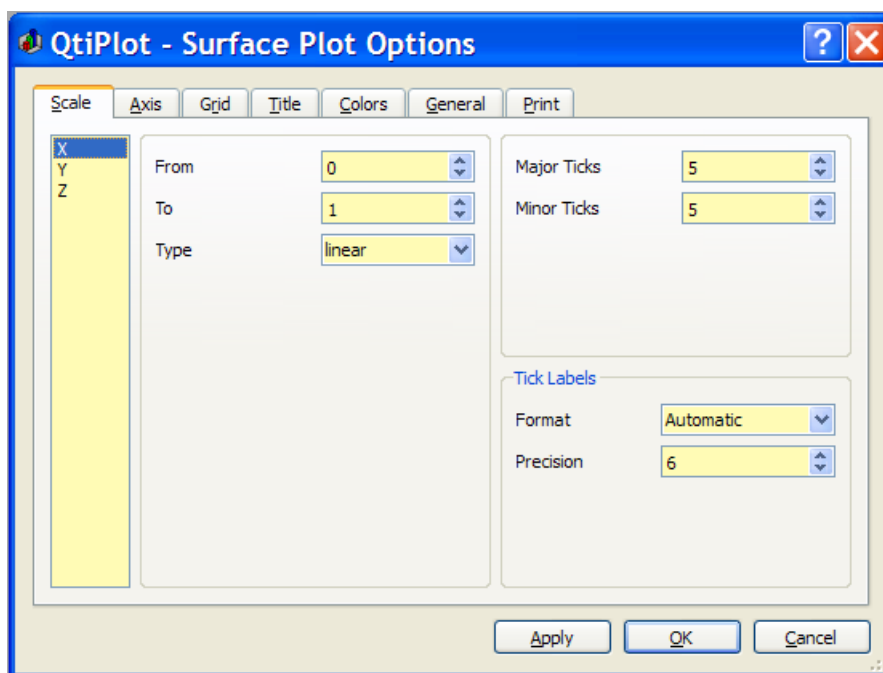 QtiPlot - Surface Plot Options
Scale Axis Grid Title Colors General Print
X
Y
Z
From 0
To 1
Type linear
Major Ticks 5
Minor Ticks 5
Tick Labels
Format Automatic
Precision 6
Apply OK Cancel